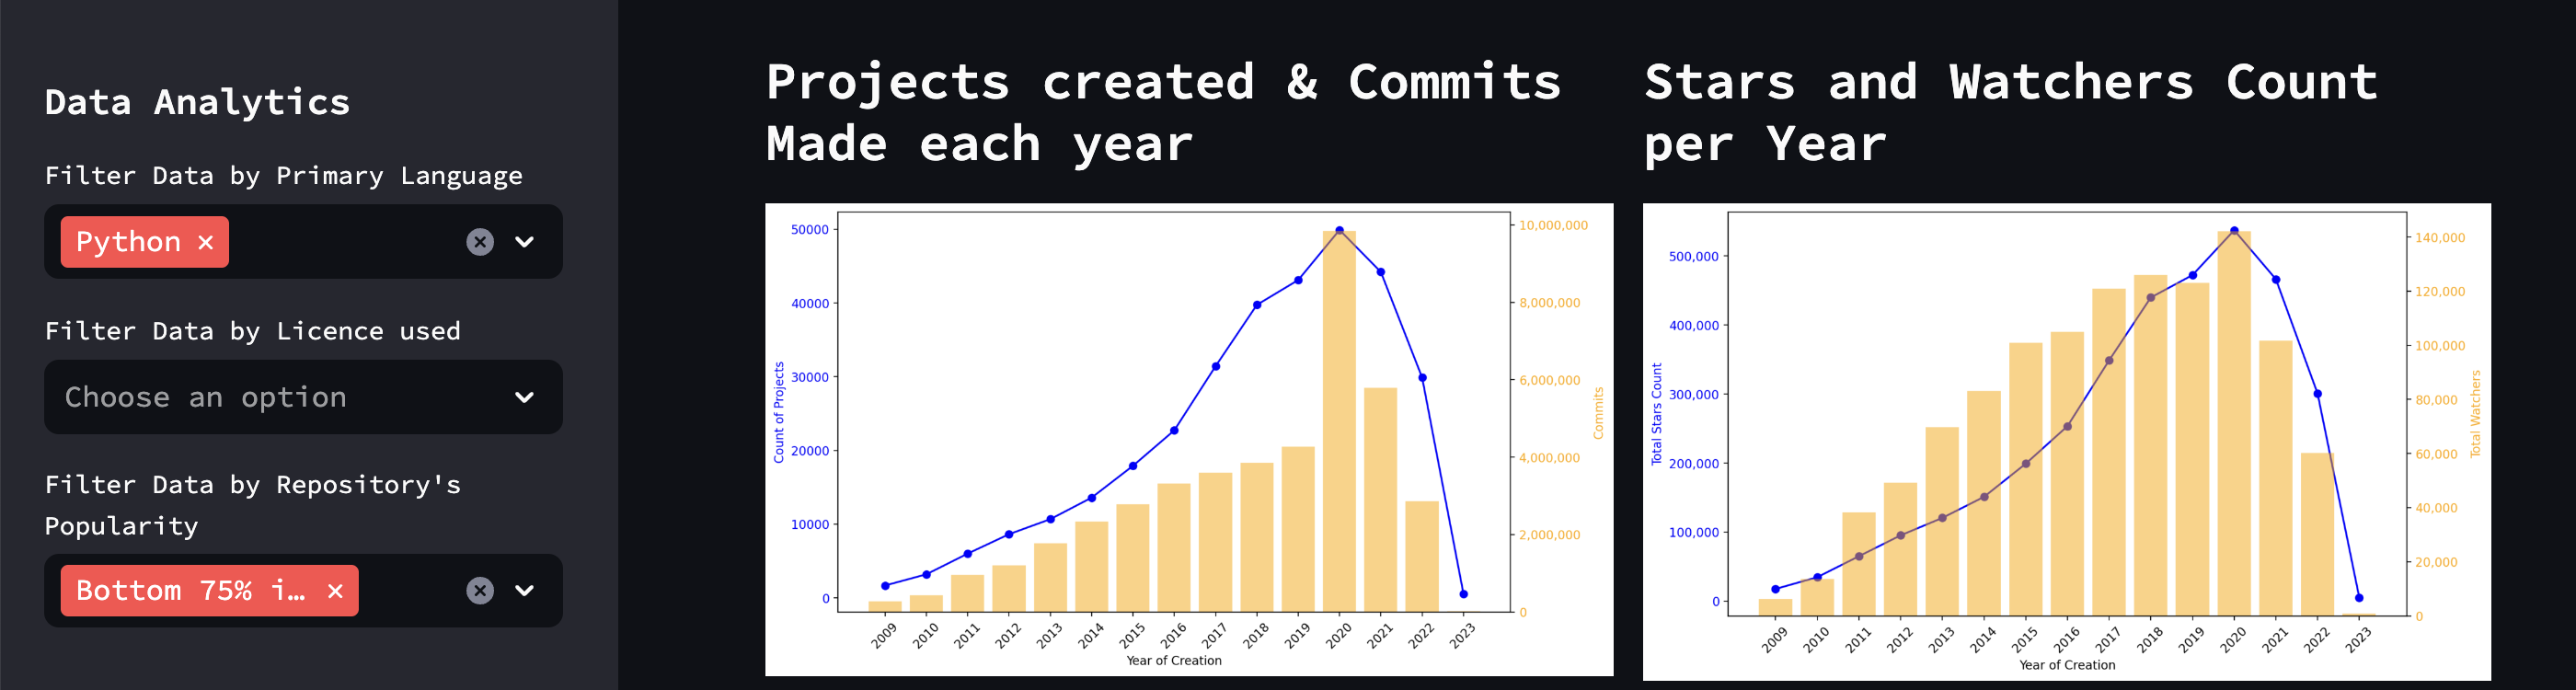 Data Analytics
Filter Data by Primary Language
Python ×
Filter Data by Licence used
Choose an option
Filter Data by Repository's
Popularity
Bottom 75% i… ×
Projects created & Commits
Made each year
50000
40000
30000
20000
10000
0
Count of Projects
10,000,000
8,000,000
6,000,000
4,000,000
2,000,000
0
Commits
2009 2010 2011 2012 2013 2014 2015 2016 2017 2018 2019 2020 2021 2022 2023
Year of Creation
Stars and Watchers Count
per Year
500,000
400,000
300,000
200,000
100,000
0
Total Stars Count
140,000
120,000
100,000
80,000
60,000
40,000
20,000
0
Total Watchers
2009 2010 2011 2012 2013 2014 2015 2016 2017 2018 2019 2020 2021 2022 2023
Year of Creation